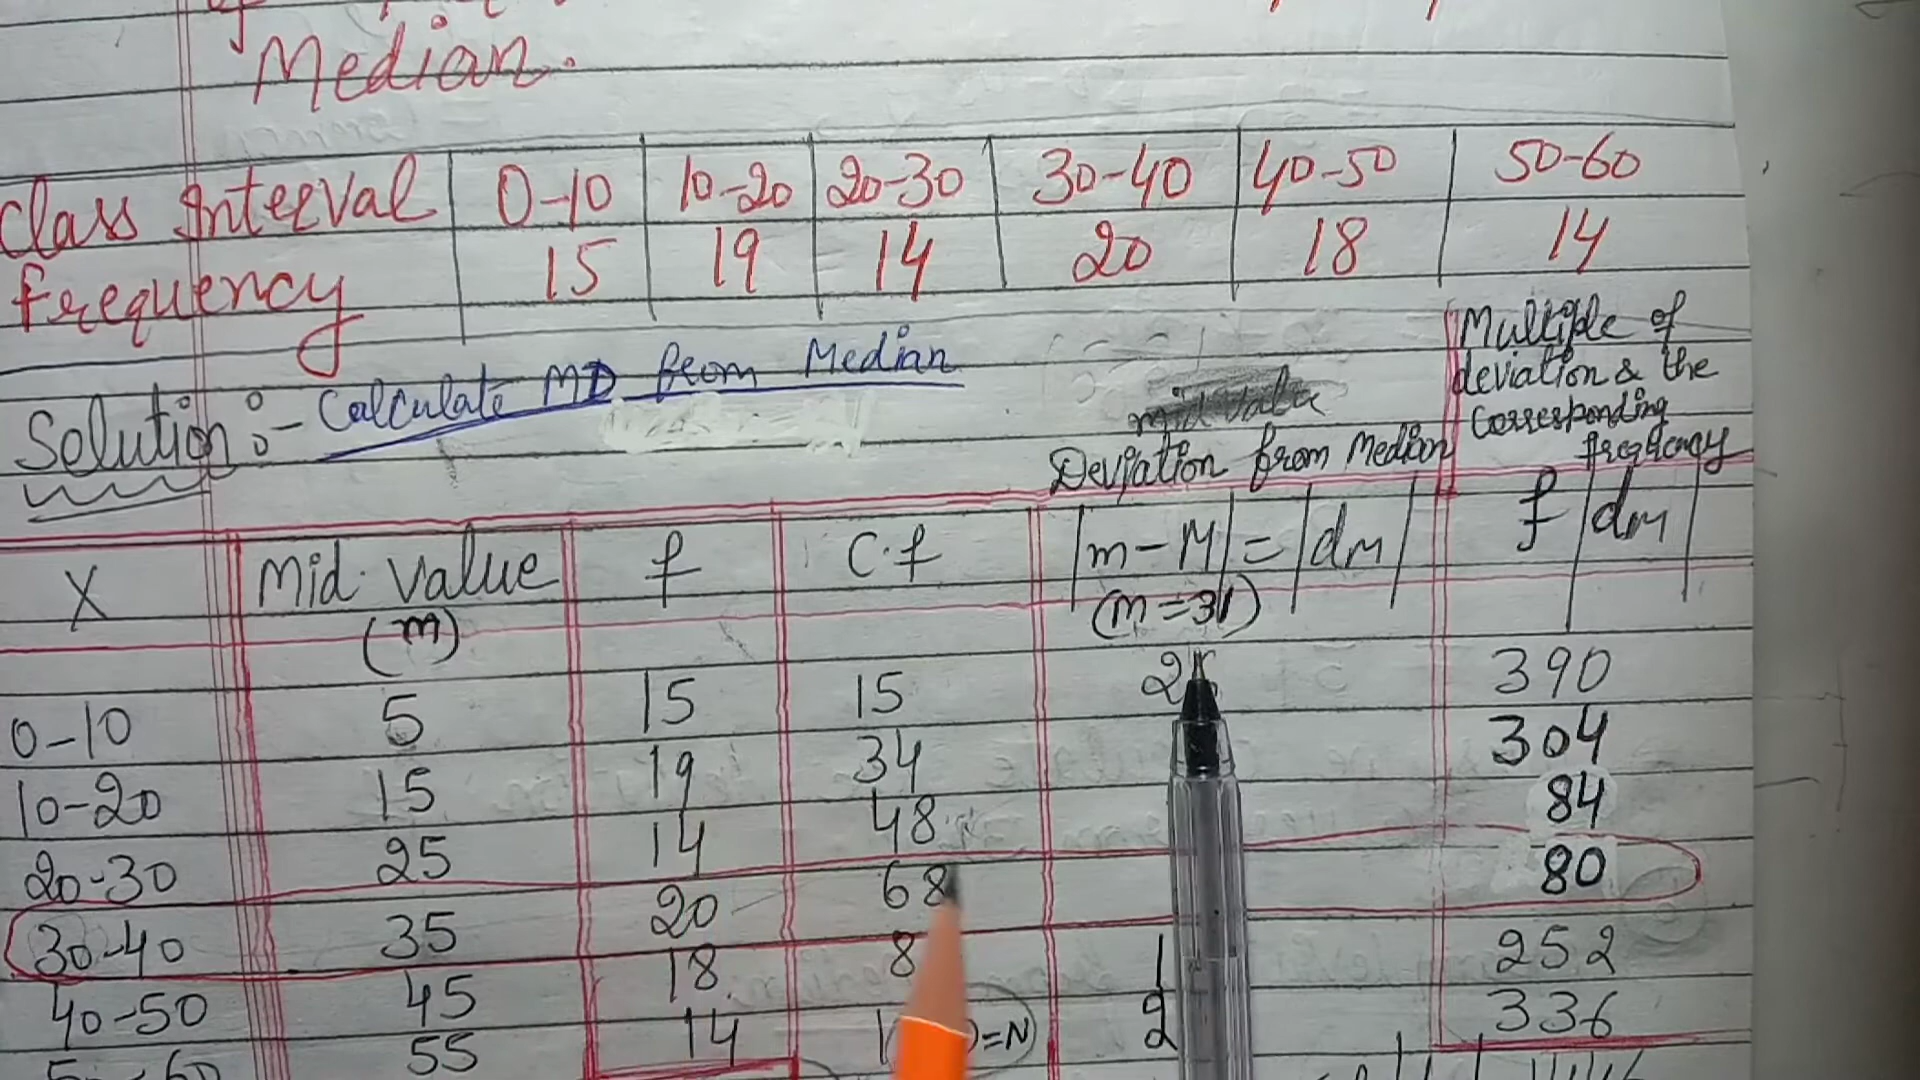 Median.
Class Interval 0-10 10-20 20-30 30-40 40-50 50-60
Frequency 15 19 14 20 18 14
Solution:- Calculate MD from Median
Deviation from Median
Multiple of
deviation & the
Corresponding
frequency
X Mid. Value f C.f |m-M|=|dM| f|dM|
(m) (M=31)
0-10 5 15 15 390
10-20 15 19 34 304
20-30 25 14 48 84
30-40 35 20 68 80
40-50 45 18 252
55 14 =N 336